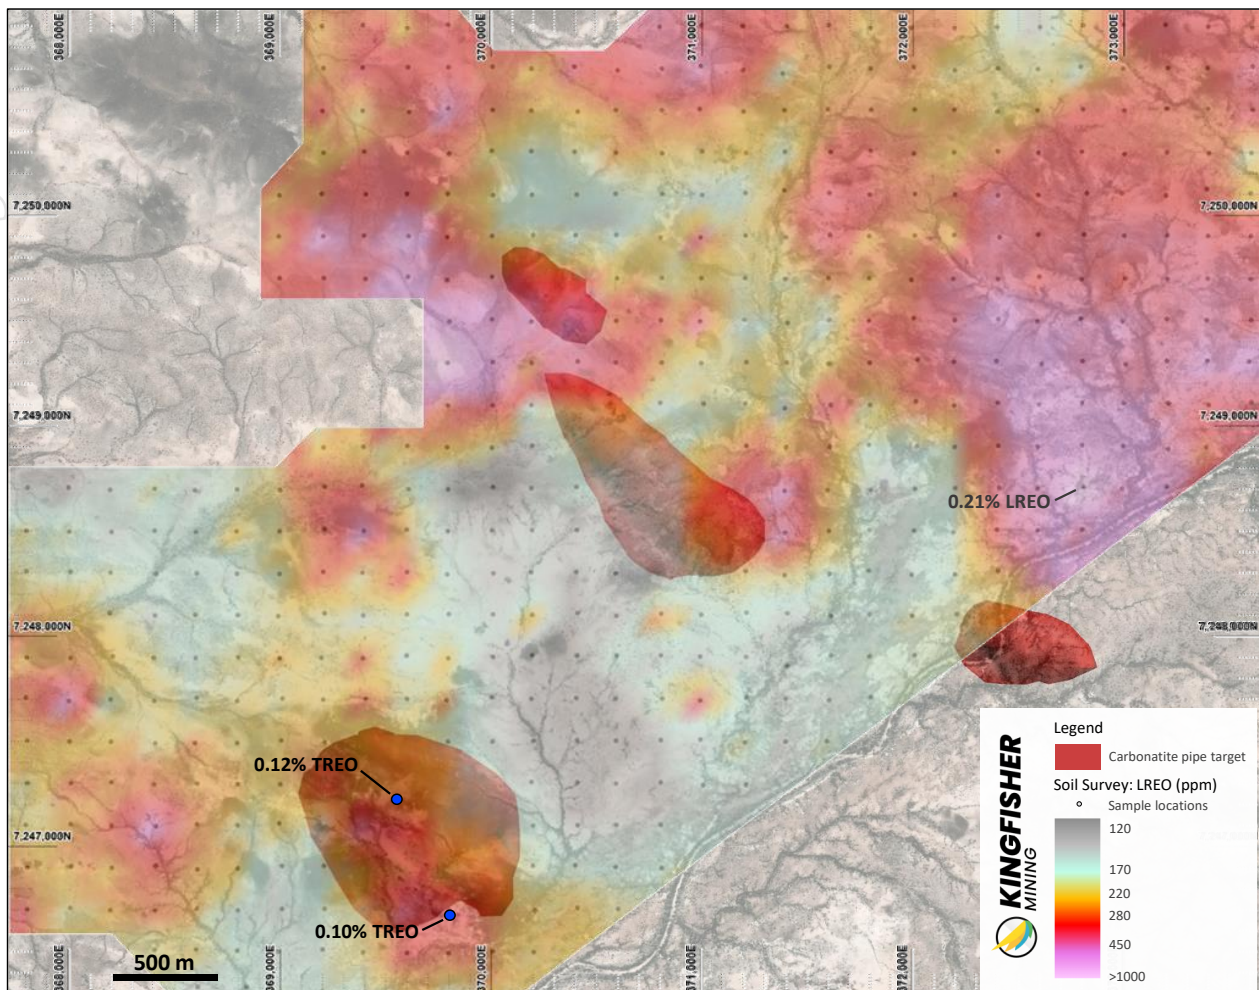 368,000E
369,000E
370,000E
371,000E
372,000E
373,000E
7,250,000N
7,250,000N
7,249,000N
7,249,000N
0.21% LREO
7,248,000N
7,248,000N
0.12% TREO
7,247,000N
0.10% TREO
500 m
368,000E
369,000E
370,000E
371,000E
372,000E
KINGFISHER
MINING
Legend
Carbonatite pipe target
Soil Survey: LREO (ppm)
Sample locations
120
170
220
280
450
>1000